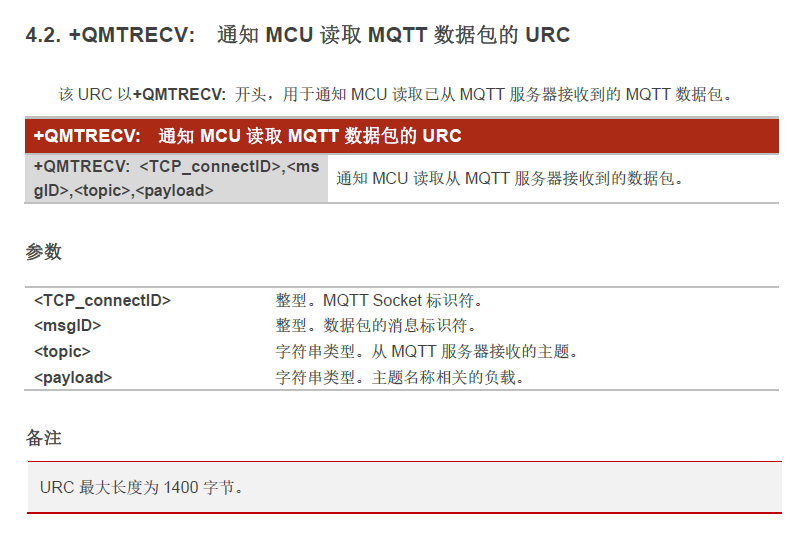 4.2. +QMTRECV: 通知 MCU 读取 MQTT 数据包的 URC
该 URC 以+QMTRECV: 开头，用于通知 MCU 读取已从 MQTT 服务器接收到的 MQTT 数据包。
+QMTRECV: 通知 MCU 读取 MQTT 数据包的 URC
+QMTRECV: <TCP_connectID>,<ms
gID>,<topic>,<payload>
通知 MCU 读取从 MQTT 服务器接收到的数据包。
参数
<TCP_connectID> 整型。MQTT Socket 标识符。
<msgID> 整型。数据包的消息标识符。
<topic> 字符串类型。从 MQTT 服务器接收的主题。
<payload> 字符串类型。主题名称相关的负载。
备注
URC 最大长度为 1400 字节。